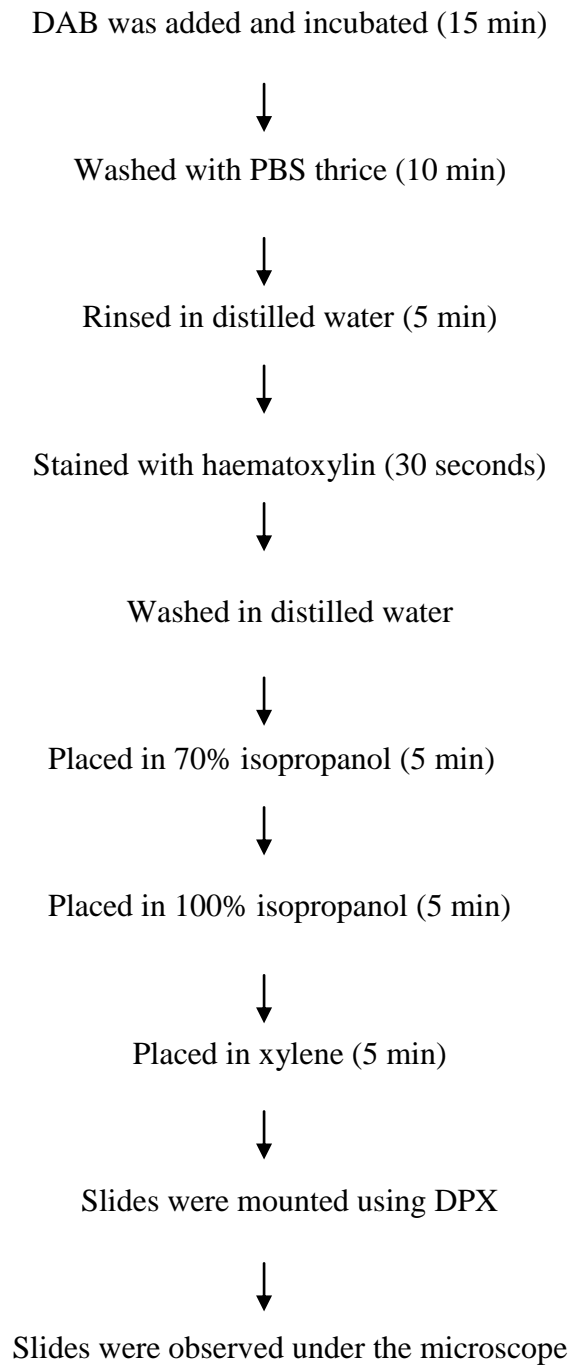 DAB was added and incubated (15 min)
Washed with PBS thrice (10 min)
Rinsed in distilled water (5 min)
Stained with haematoxylin (30 seconds)
Washed in distilled water
Placed in 70% isopropanol (5 min)
Placed in 100% isopropanol (5 min)
Placed in xylene (5 min)
Slides were mounted using DPX
Slides were observed under the microscope